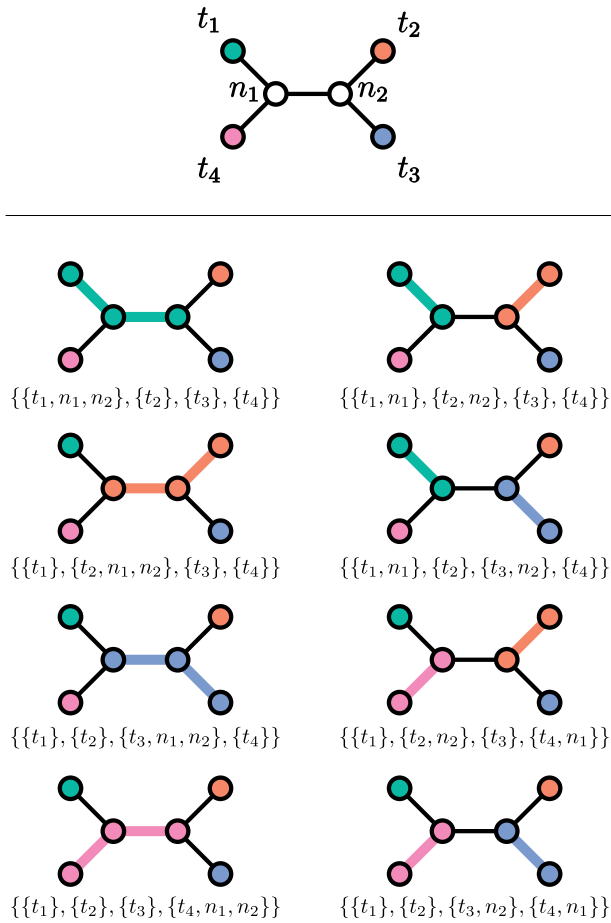 t₁ t₂
n₁ n₂
t₄ t₃
{{t₁, n₁, n₂}, {t₂}, {t₃}, {t₄}} {{t₁, n₁}, {t₂, n₂}, {t₃}, {t₄}}
{{t₁}, {t₂, n₁, n₂}, {t₃}, {t₄}} {{t₁, n₁}, {t₂}, {t₃, n₂}, {t₄}}
{{t₁}, {t₂}, {t₃, n₁, n₂}, {t₄}} {{t₁}, {t₂, n₂}, {t₃}, {t₄, n₁}}
{{t₁}, {t₂}, {t₃}, {t₄, n₁, n₂}} {{t₁}, {t₂}, {t₃, n₂}, {t₄, n₁}}